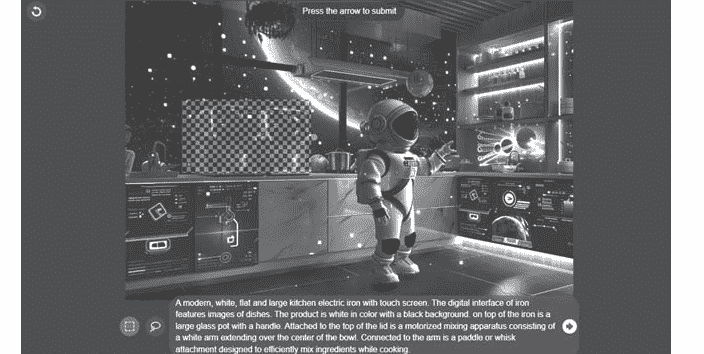 Press the arrow to submit
A modern, white, flat and large kitchen electric iron with touch screen. The digital interface of iron
features images of dishes. The product is white in color with a black background. on top of the iron is a
large glass pot with a handle. Attached to the top of the lid is a motorized mixing apparatus consisting of
a white arm extending over the center of the bowl. Connected to the arm is a paddle or whisk
attachment designed to efficiently mix ingredients while cooking.